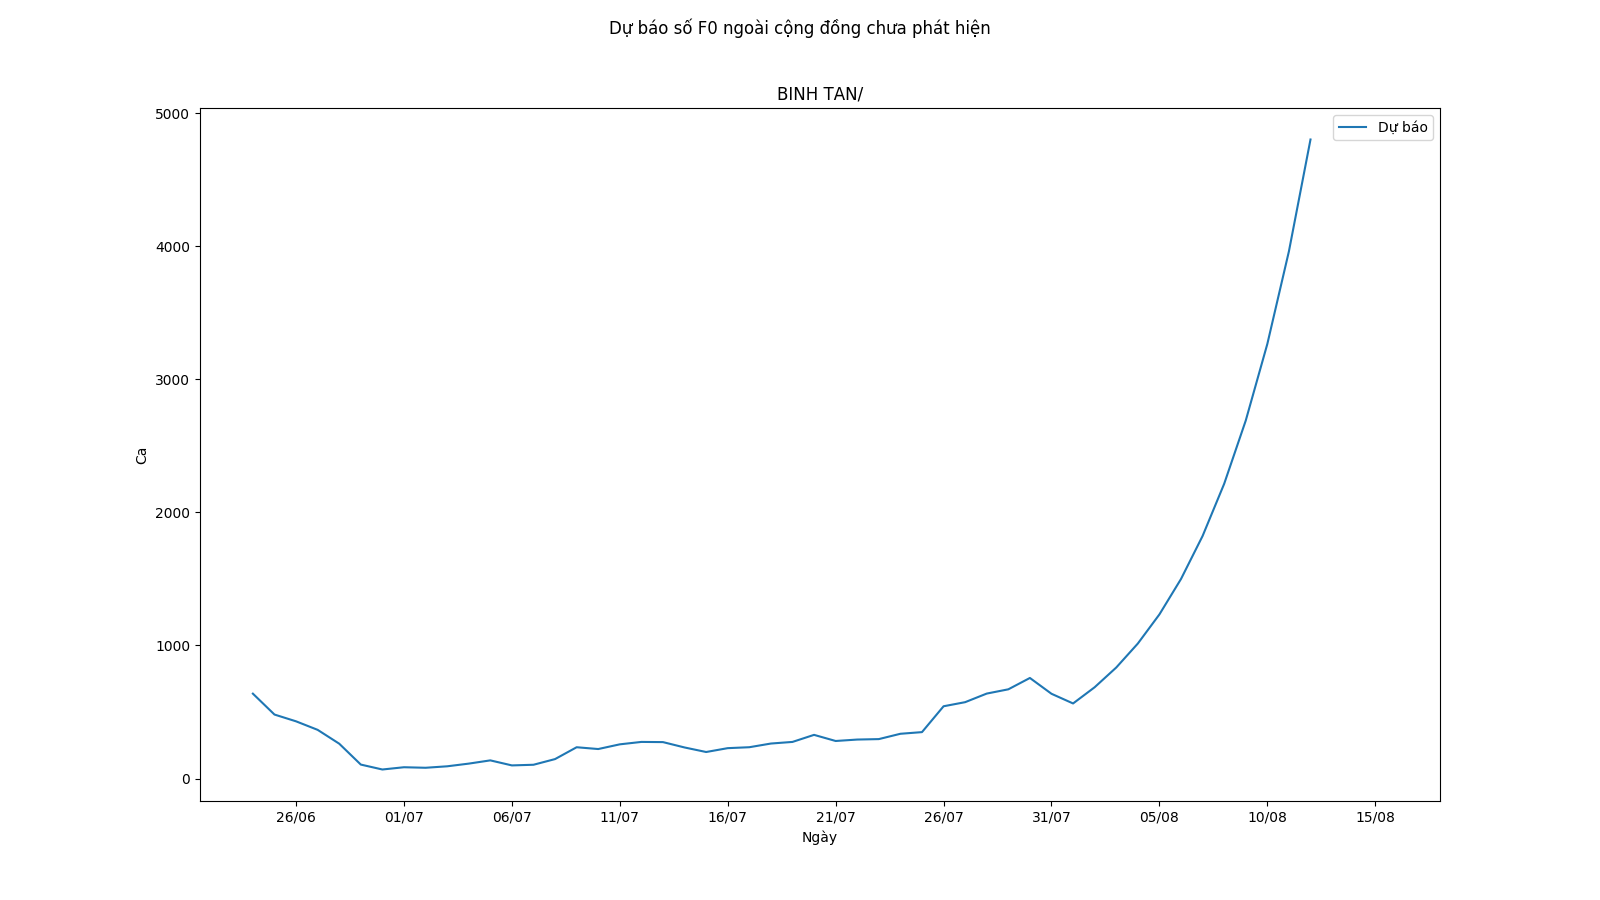 Dự báo số F0 ngoài cộng đồng chưa phát hiện
BINH TAN/
Dự báo
5000
4000
3000
2000
1000
0
Ca
26/06 01/07 06/07 11/07 16/07 21/07 26/07 31/07 05/08 10/08 15/08
Ngày